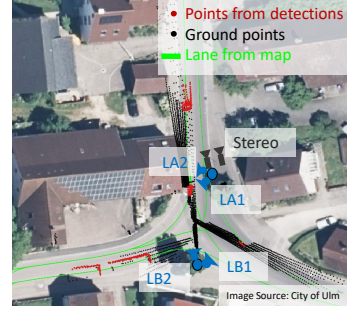 Points from detections
Ground points
Lane from map
Stereo
LA2
LA1
LB1
LB2
Image Source: City of Ulm